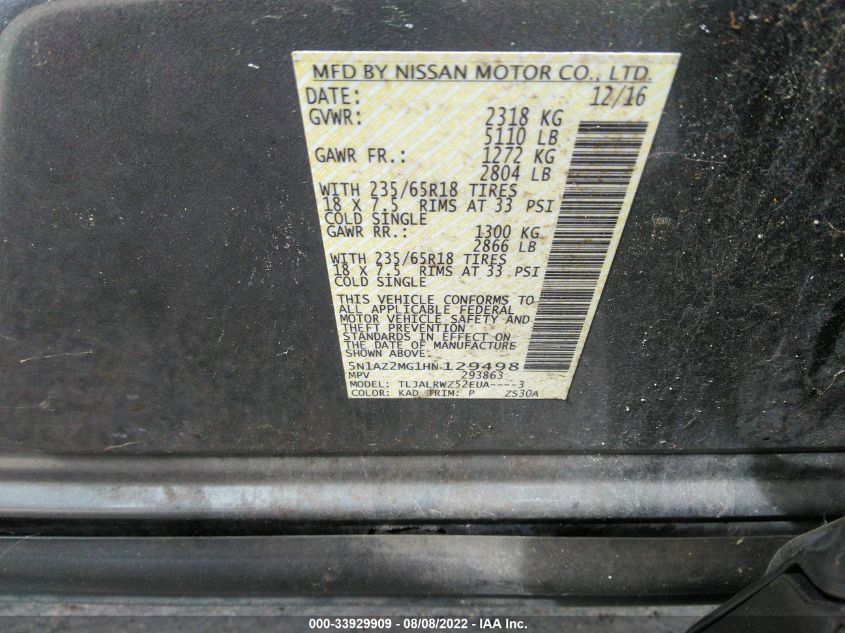 MFD BY NISSAN MOTOR CO., LTD.
DATE: 12/16
GVWR: 2318 KG
5110 LB
GAWR FR.: 1272 KG
2804 LB
WITH 235/65R18 TIRES
18 X 7.5 RIMS AT 33 PSI
COLD SINGLE
GAWR RR.: 1300 KG
2866 LB
WITH 235/65R18 TIRES
18 X 7.5 RIMS AT 33 PSI
COLD SINGLE
THIS VEHICLE CONFORMS TO
ALL APPLICABLE FEDERAL
MOTOR VEHICLE SAFETY AND
THEFT PREVENTION
STANDARDS IN EFFECT ON
THE DATE OF MANUFACTURE
SHOWN ABOVE.
5N1AZ2MG1HN129498
MPV 293863
MODEL: TLJALRWZ52EUA----3
COLOR: KAD TRIM: P ZS30A
000-33929909 - 08/08/2022 - IAA Inc.